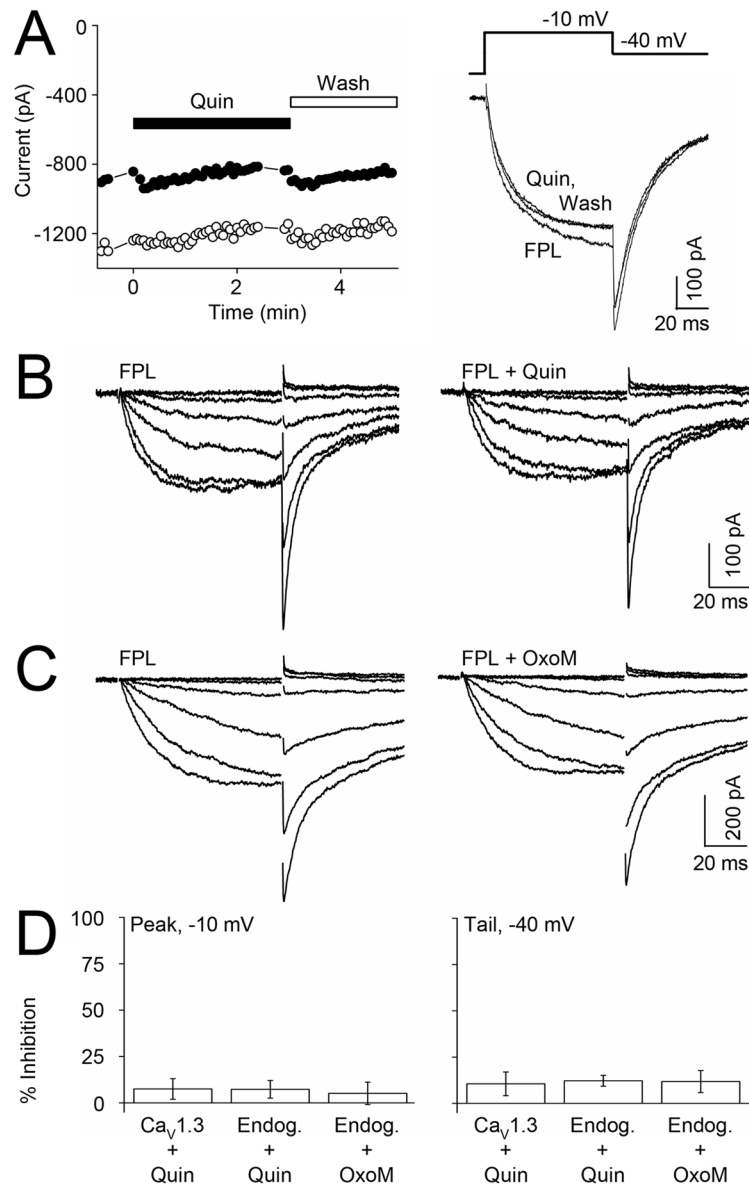 A
0
-400
-800
-1200
Current (pA)
Quin
Wash
0
2
4
Time (min)
-10 mV
-40 mV
Quin,
Wash
FPL
100 pA
20 ms
B
FPL
FPL + Quin
100 pA
20 ms
C
FPL
FPL + OxoM
200 pA
20 ms
D
100
75
50
25
0
% Inhibition
Peak, -10 mV
Tail, -40 mV
CaV1.3
+
Quin
Endog.
+
Quin
Endog.
+
OxoM
CaV1.3
+
Quin
Endog.
+
Quin
Endog.
+
OxoM